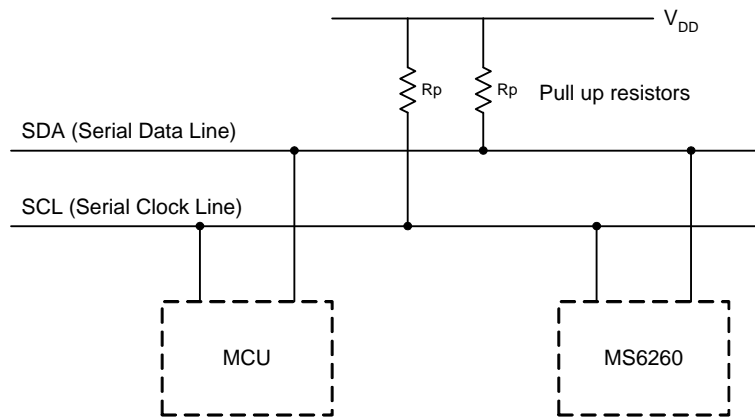 V_DD
Rp
Rp
Pull up resistors
SDA (Serial Data Line)
SCL (Serial Clock Line)
MCU
MS6260